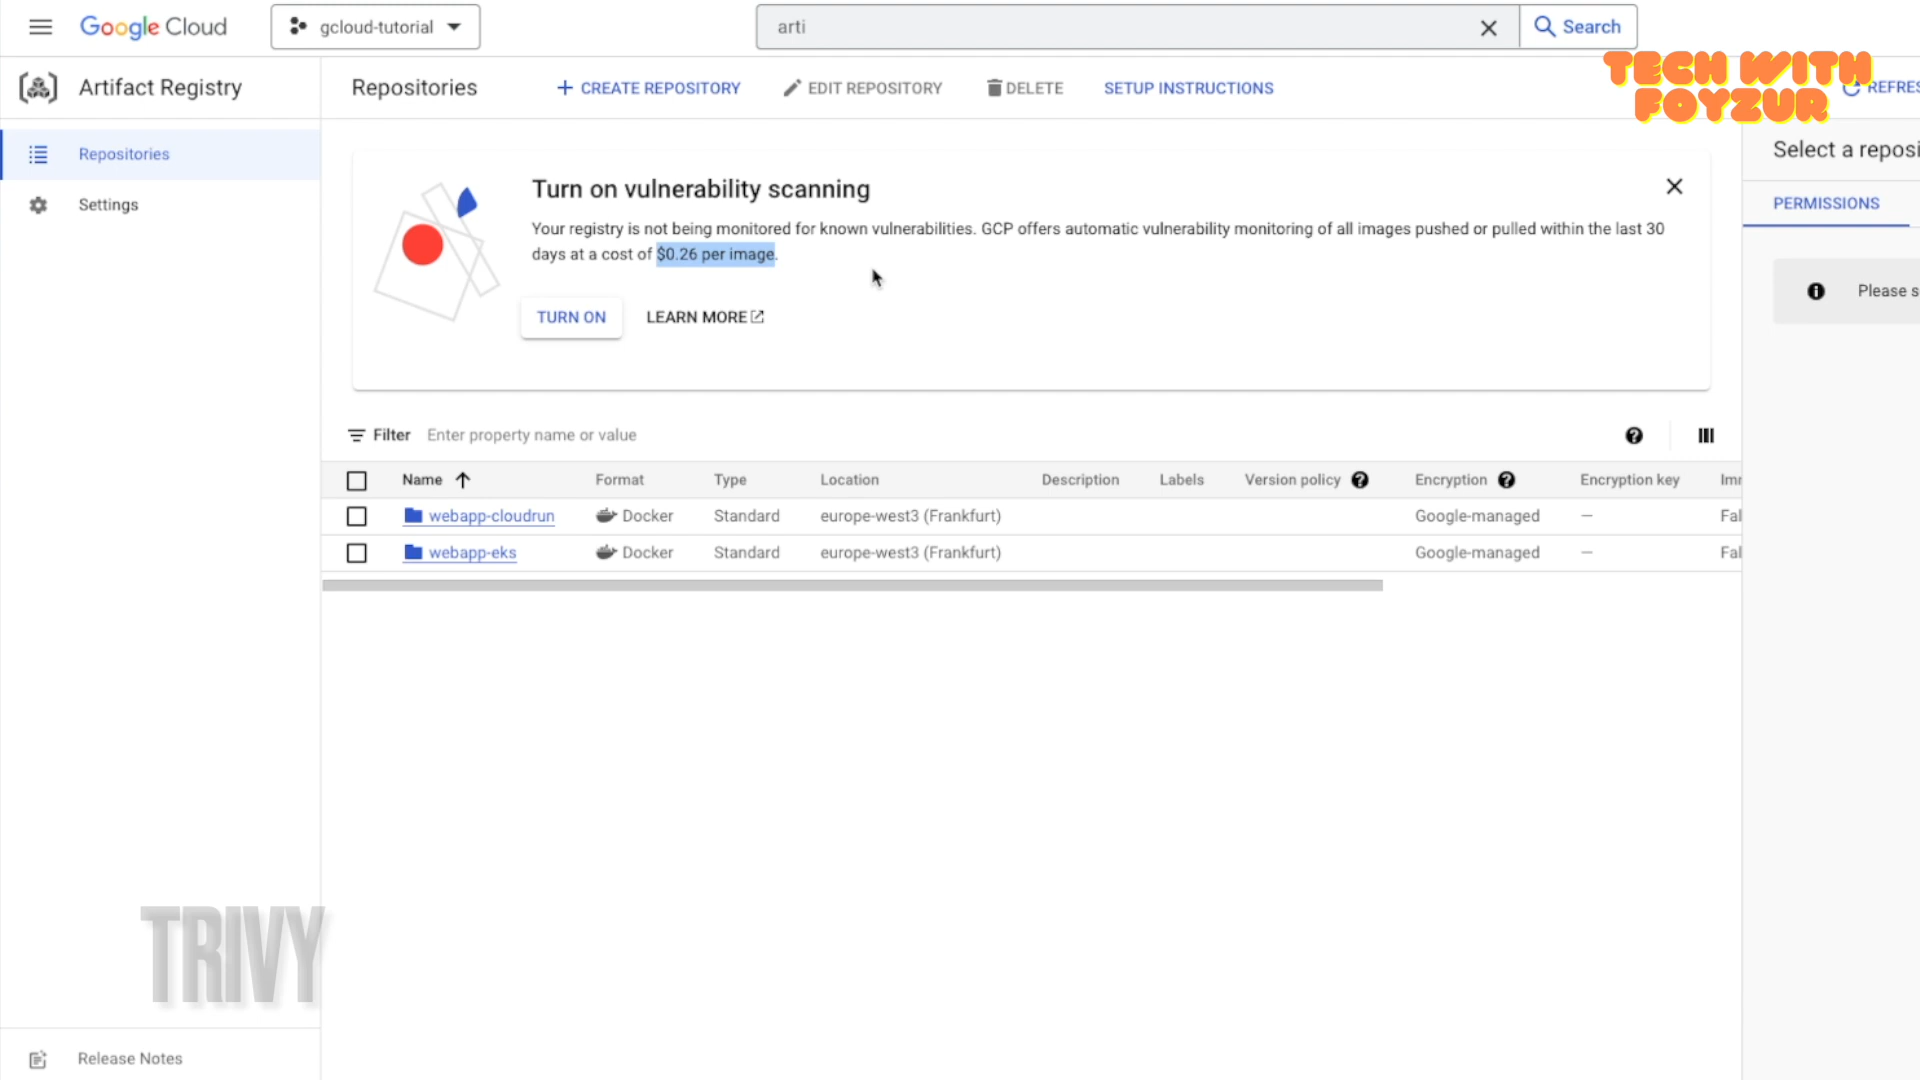 Google Cloud
gcloud-tutorial
arti
Search
TECH WITH
FOYZUR
REFRES
Artifact Registry
Repositories
CREATE REPOSITORY
EDIT REPOSITORY
DELETE
SETUP INSTRUCTIONS
Repositories
Settings
Select a reposi
PERMISSIONS
Please s
Turn on vulnerability scanning
Your registry is not being monitored for known vulnerabilities. GCP offers automatic vulnerability monitoring of all images pushed or pulled within the last 30
days at a cost of $0.26 per image.
TURN ON
LEARN MORE
Filter Enter property name or value
Name Format Type Location Description Labels Version policy Encryption Encryption key Imr
webapp-cloudrun Docker Standard europe-west3 (Frankfurt) Google-managed — Fal
webapp-eks Docker Standard europe-west3 (Frankfurt) Google-managed — Fal
TRIVY
Release Notes